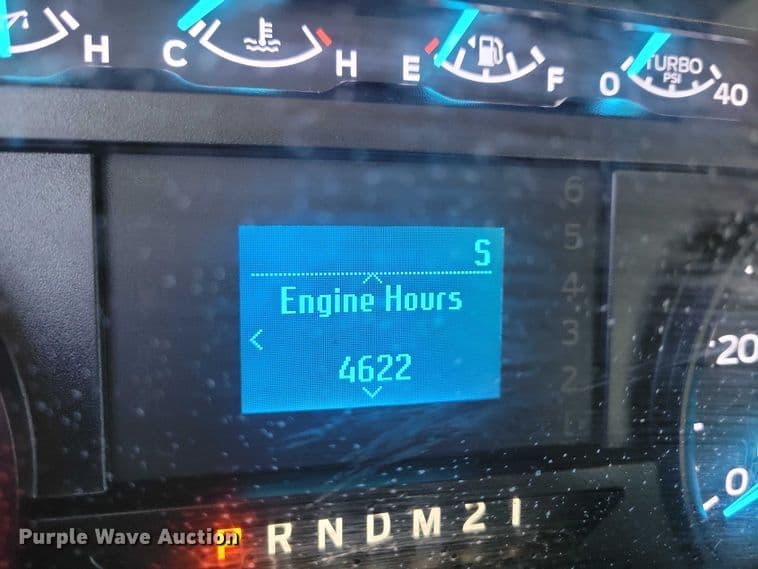 H C H E F 0 TURBO PSI 40
6
5
4
3
2
S
Engine Hours
4622
20
0
P R N D M 2 1
Purple Wave Auction